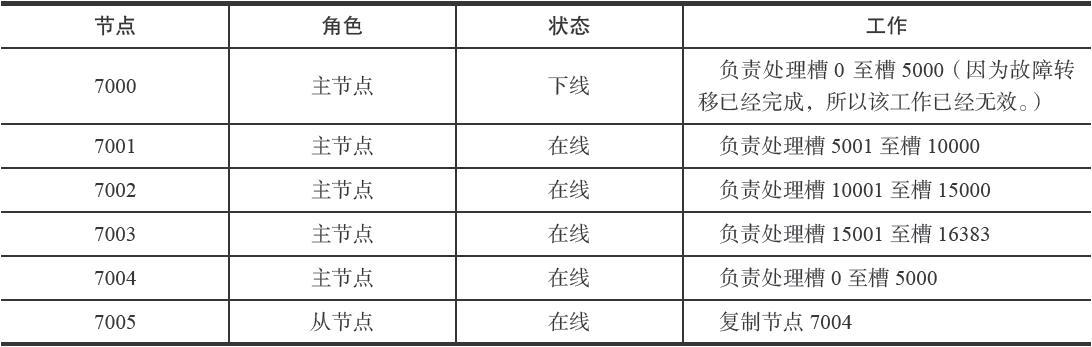 节点 角色 状态 工作
7000 主节点 下线 负责处理槽 0 至槽 5000（因为故障转
移已经完成，所以该工作已经无效。）
7001 主节点 在线 负责处理槽 5001 至槽 10000
7002 主节点 在线 负责处理槽 10001 至槽 15000
7003 主节点 在线 负责处理槽 15001 至槽 16383
7004 主节点 在线 负责处理槽 0 至槽 5000
7005 从节点 在线 复制节点 7004